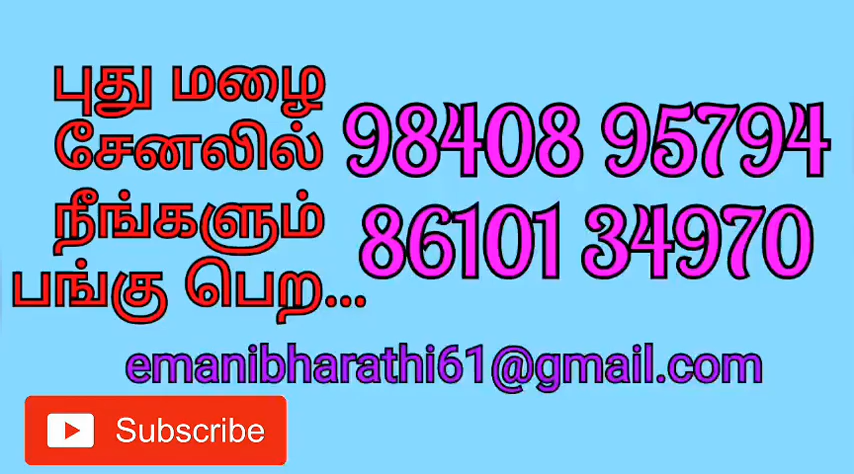 புது மழை
சேனலில்
நீங்களும்
பங்கு பெற...
98408 95794
86101 34970
emanibharathi61@gmail.com
Subscribe